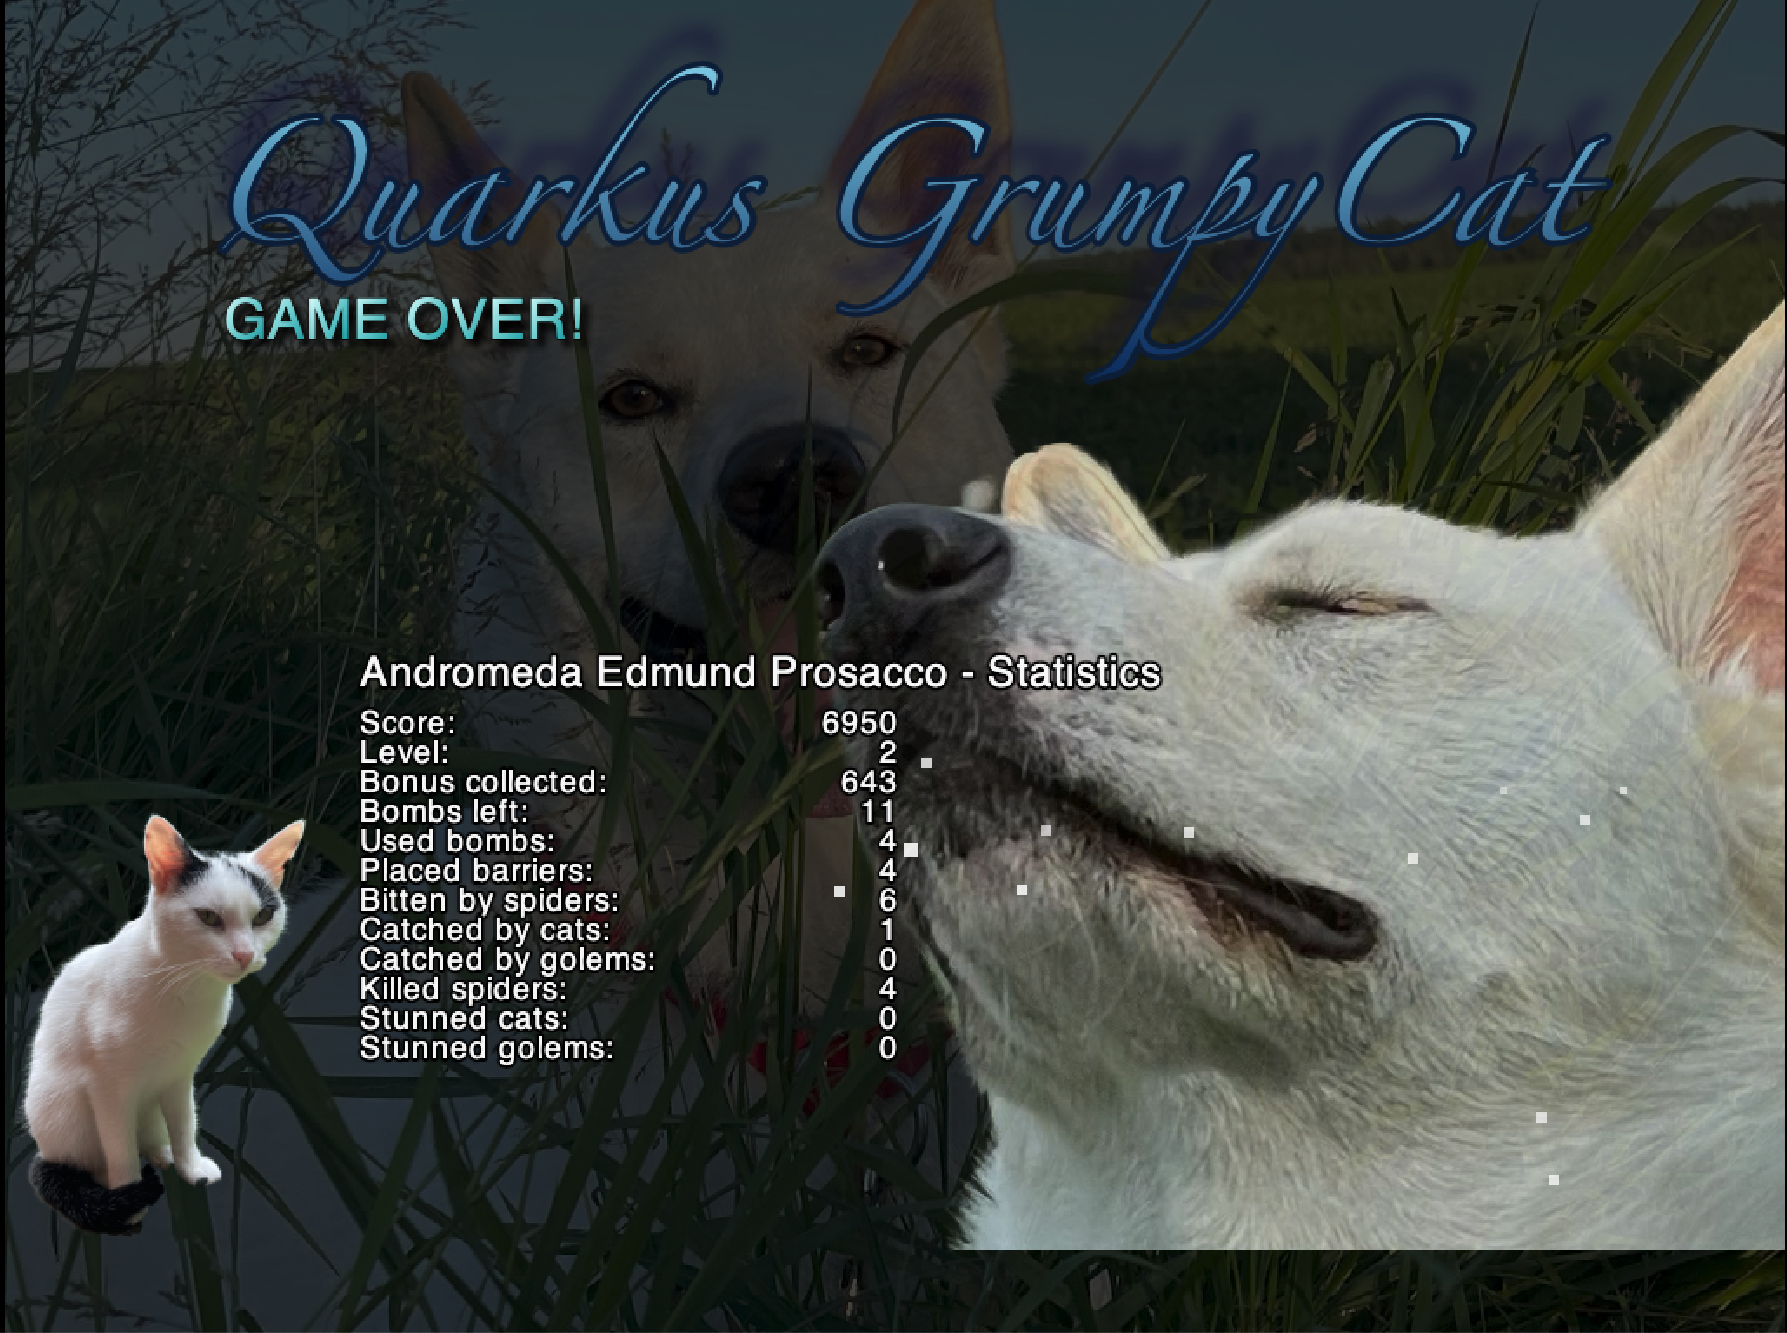 Quarkus GrumpyCat
GAME OVER!
Andromeda Edmund Prosacco - Statistics
Score: 6950
Level: 2
Bonus collected: 643
Bombs left: 11
Used bombs: 4
Placed barriers: 4
Bitten by spiders: 6
Catched by cats: 1
Catched by golems: 0
Killed spiders: 4
Stunned cats: 0
Stunned golems: 0